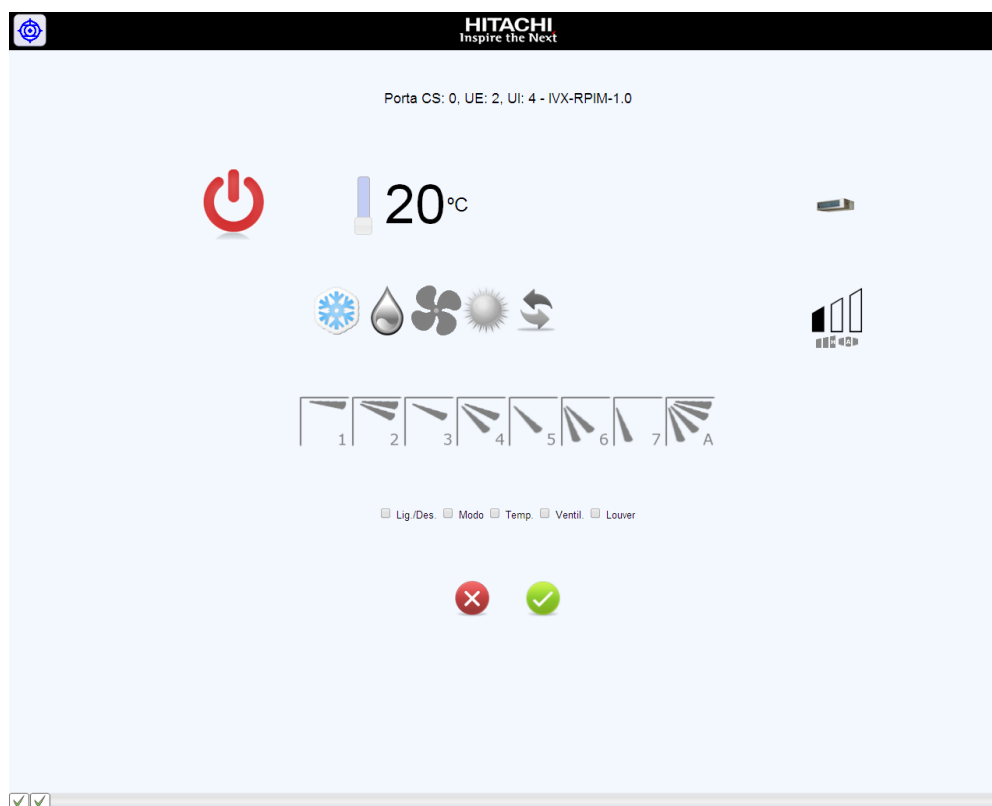 HITACHI
Inspire the Next
Porta CS: 0, UE: 2, UI: 4 - IVX-RPIM-1.0
20°C
1 2 3 4 5 6 7 A
Lig./Des. Modo Temp. Ventil. Louver